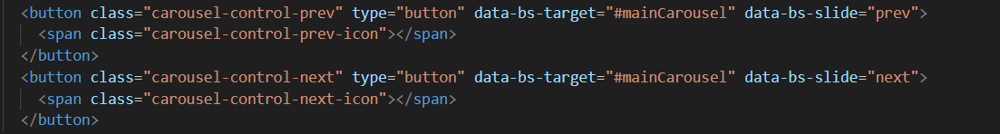 <button class="carousel-control-prev" type="button" data-bs-target="#mainCarousel" data-bs-slide="prev">
<span class="carousel-control-prev-icon"></span>
</button>
<button class="carousel-control-next" type="button" data-bs-target="#mainCarousel" data-bs-slide="next">
<span class="carousel-control-next-icon"></span>
</button>